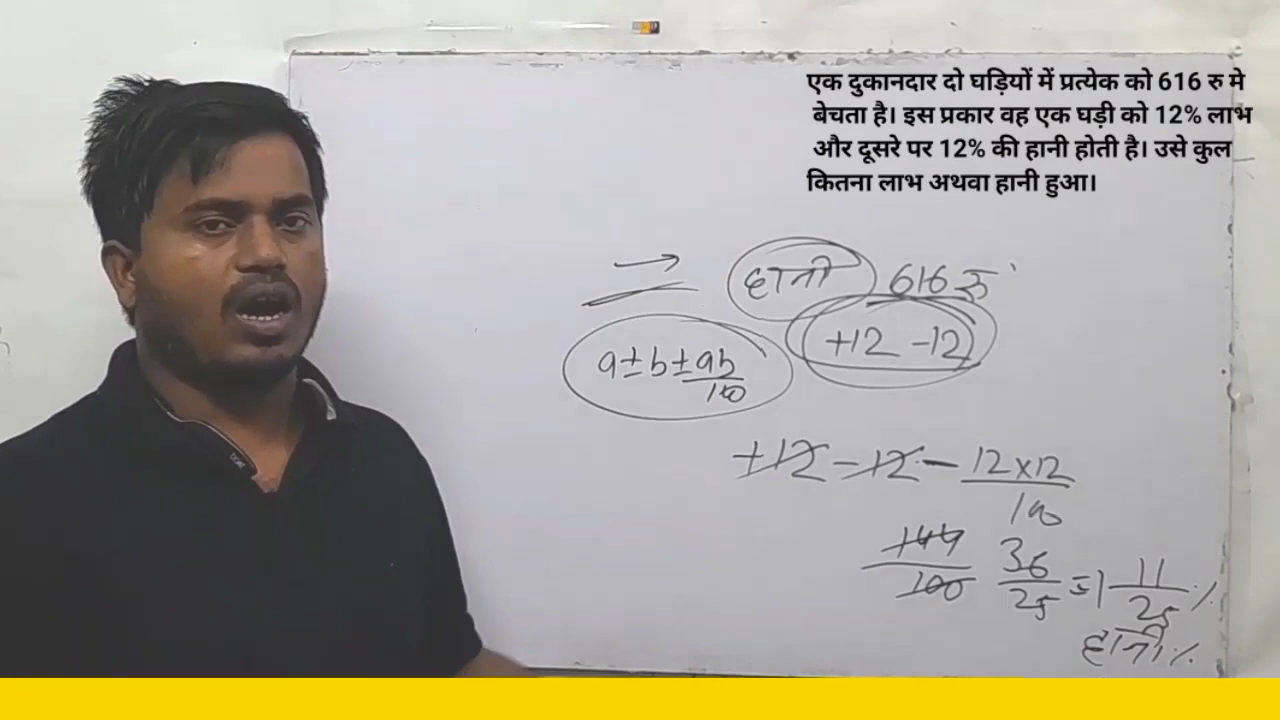 एक दुकानदार दो घड़ियों में प्रत्येक को 616 रु मे
बेचता है। इस प्रकार वह एक घड़ी को 12% लाभ
और दूसरे पर 12% की हानी होती है। उसे कुल
कितना लाभ अथवा हानी हुआ।
→ हानी 616 रु
a±b±ab/100 +12 -12
+12 -12 - 12x12/100
144/100 36/25 = 1 11/25 %
हानी %